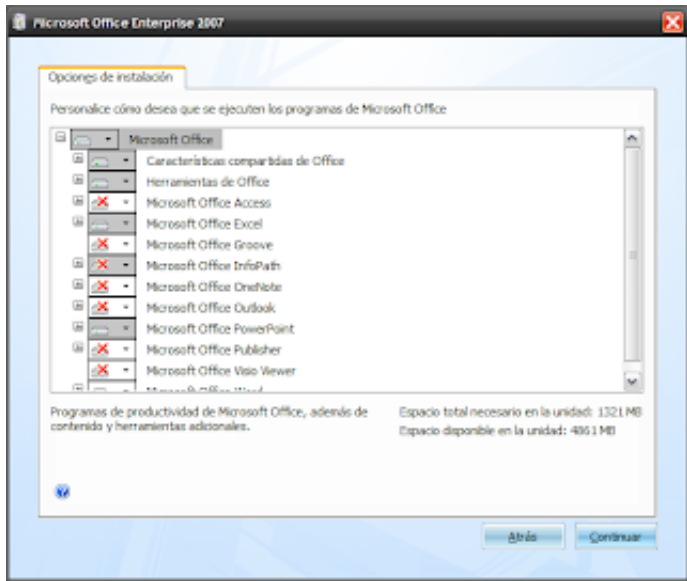 Microsoft Office Enterprise 2007
Opciones de instalación
Personalice cómo desea que se ejecuten los programas de Microsoft Office
Microsoft Office
Características compartidas de Office
Herramientas de Office
Microsoft Office Access
Microsoft Office Excel
Microsoft Office Groove
Microsoft Office InfoPath
Microsoft Office OneNote
Microsoft Office Outlook
Microsoft Office PowerPoint
Microsoft Office Publisher
Microsoft Office Visio Viewer
Microsoft Office Word
Programas de productividad de Microsoft Office, además de
contenido y herramientas adicionales.
Espacio total necesario en la unidad: 1321 MB
Espacio disponible en la unidad: 4861 MB
Atrás
Continuar